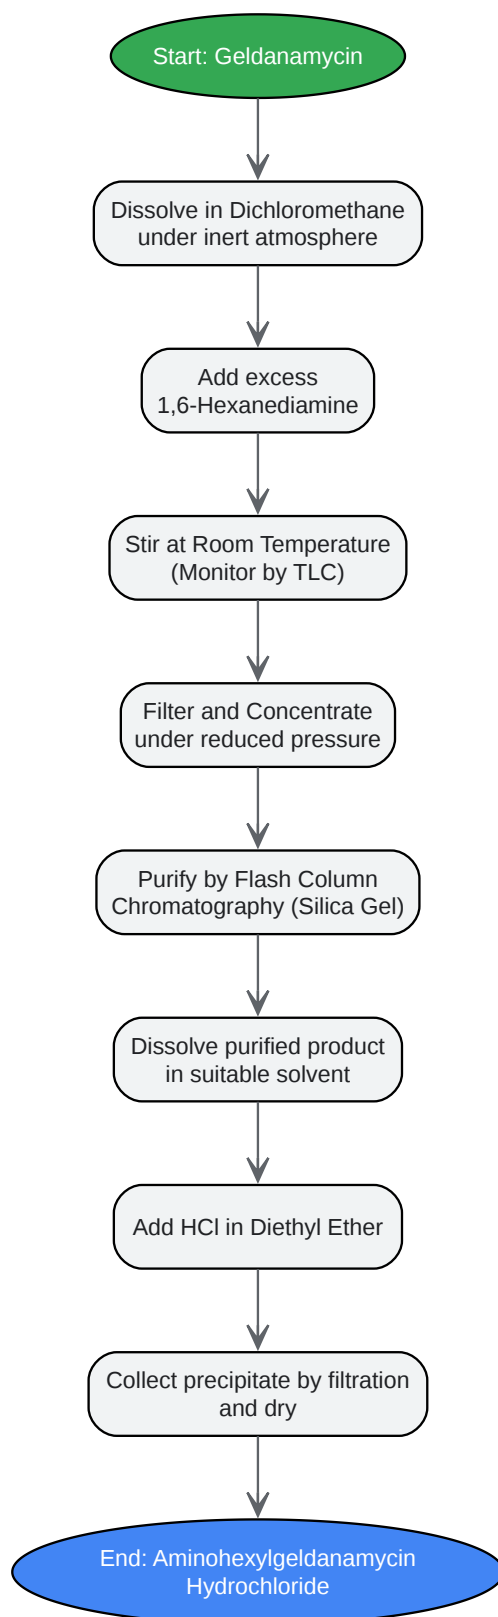 Start: Geldanamycin
Dissolve in Dichloromethane
under inert atmosphere
Add excess
1,6-Hexanediamine
Stir at Room Temperature
(Monitor by TLC)
Filter and Concentrate
under reduced pressure
Purify by Flash Column
Chromatography (Silica Gel)
Dissolve purified product
in suitable solvent
Add HCl in Diethyl Ether
Collect precipitate by filtration
and dry
End: Aminohexylgeldanamycin
Hydrochloride